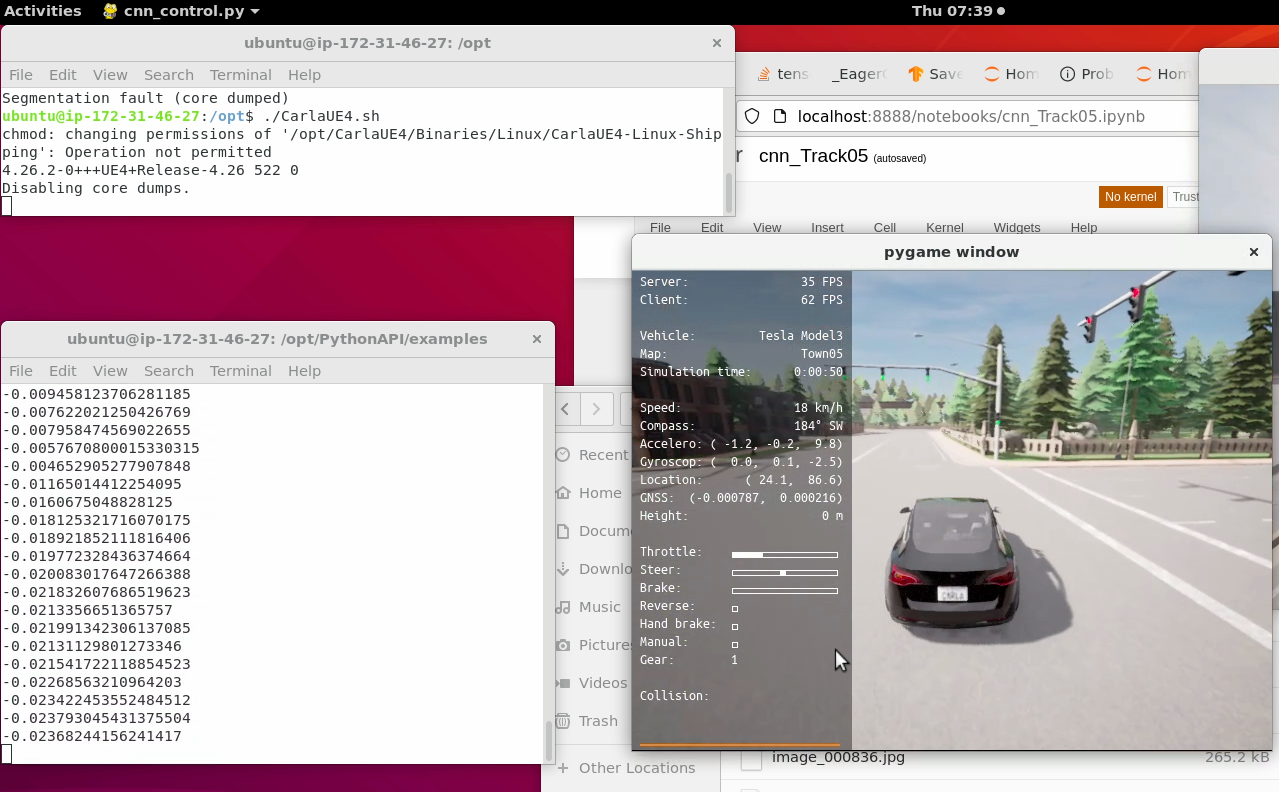 Activities
cnn_control.py
Thu 07:39
ubuntu@ip-172-31-46-27: /opt
File Edit View Search Terminal Help
Segmentation fault (core dumped)
ubuntu@ip-172-31-46-27:/opt$ ./CarlaUE4.sh
chmod: changing permissions of '/opt/CarlaUE4/Binaries/Linux/CarlaUE4-Linux-Ship
ping': Operation not permitted
4.26.2-0+++UE4+Release-4.26 522 0
Disabling core dumps.
tens
_Eager
Save
Hom
Prob
Hom
localhost:8888/notebooks/cnn_Track05.ipynb
r cnn_Track05 (autosaved)
No kernel
Trust
File Edit View Insert Cell Kernel Widgets Help
ubuntu@ip-172-31-46-27: /opt/PythonAPI/examples
File Edit View Search Terminal Help
-0.009458123706281185
-0.007622021250426769
-0.007958474569022655
-0.0057670800015330315
-0.004652905277907848
-0.01165014412254095
-0.01606750488 28125
-0.018125321716070175
-0.018921852111816406
-0.019772328436374664
-0.020083017647266388
-0.021832607686519623
-0.02133356651365757
-0.021991342306137085
-0.02131129801273346
-0.021541722118854523
-0.02268563210964203
-0.023422453552484512
-0.023793045431375504
-0.02368244156241417
Recent
Home
Docume
Downlo
Music
Pictures
Videos
Trash
Other Locations
pygame window
Server: 35 FPS
Client: 62 FPS
Vehicle: Tesla Model3
Map: Town05
Simulation time: 0:00:50
Speed: 18 km/h
Compass: 184° SW
Accelero: ( -1.2, -0.2, 9.8)
Gyroscop: ( 0.0, 0.1, -2.5)
Location: ( 24.1, 86.6)
GNSS: (-0.000787, 0.000216)
Height: 0 m
Throttle:
Steer:
Brake:
Reverse:
Hand brake:
Manual:
Gear: 1
Collision:
CARLA
image_000836.jpg
265.2 kB